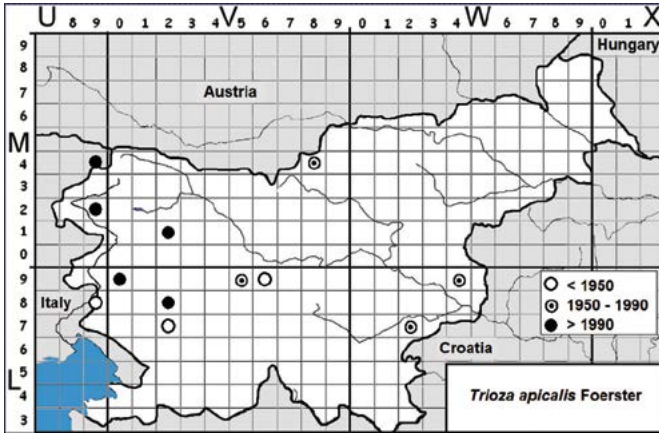 U 8 9 0 1 2 3 V 5 6 7 8 9 0 1 2 3 4 W 6 7 8 9 0 1 X
9
Hungary
8
Austria
7
6
M
4
3
2
1
0
9
< 1950
Italy 8
1950 - 1990
7
> 1990
6
Croatia
5
L
4
Trioza apicalis Foerster
3